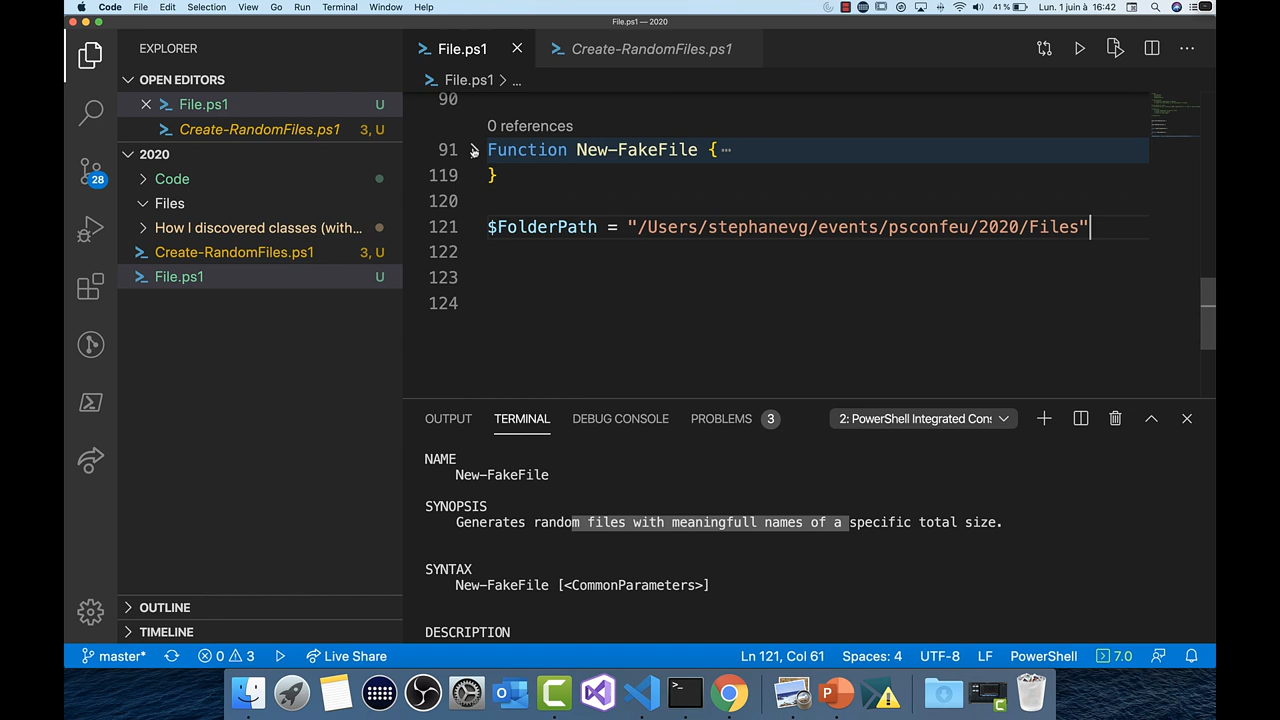 Code File Edit Selection View Go Run Terminal Window Help 41 % Lun. 1 juin à 16:42
File.ps1 — 2020
EXPLORER
File.ps1
Create-RandomFiles.ps1
OPEN EDITORS
File.ps1 > ...
File.ps1 U
Create-RandomFiles.ps1 3, U
2020
Code
Files
How I discovered classes (with...
Create-RandomFiles.ps1 3, U
File.ps1 U
28
OUTLINE
TIMELINE
90
0 references
91 Function New-FakeFile { ⋯
119 }
120
121 $FolderPath = "/Users/stephanevg/events/psconfeu/2020/Files"
122
123
124
OUTPUT TERMINAL DEBUG CONSOLE PROBLEMS 3 2: PowerShell Integrated Cons
NAME
New-FakeFile
SYNOPSIS
Generates random files with meaningfull names of a specific total size.
SYNTAX
New-FakeFile [<CommonParameters>]
DESCRIPTION
master* 0 3 Live Share Ln 121, Col 61 Spaces: 4 UTF-8 LF PowerShell 7.0